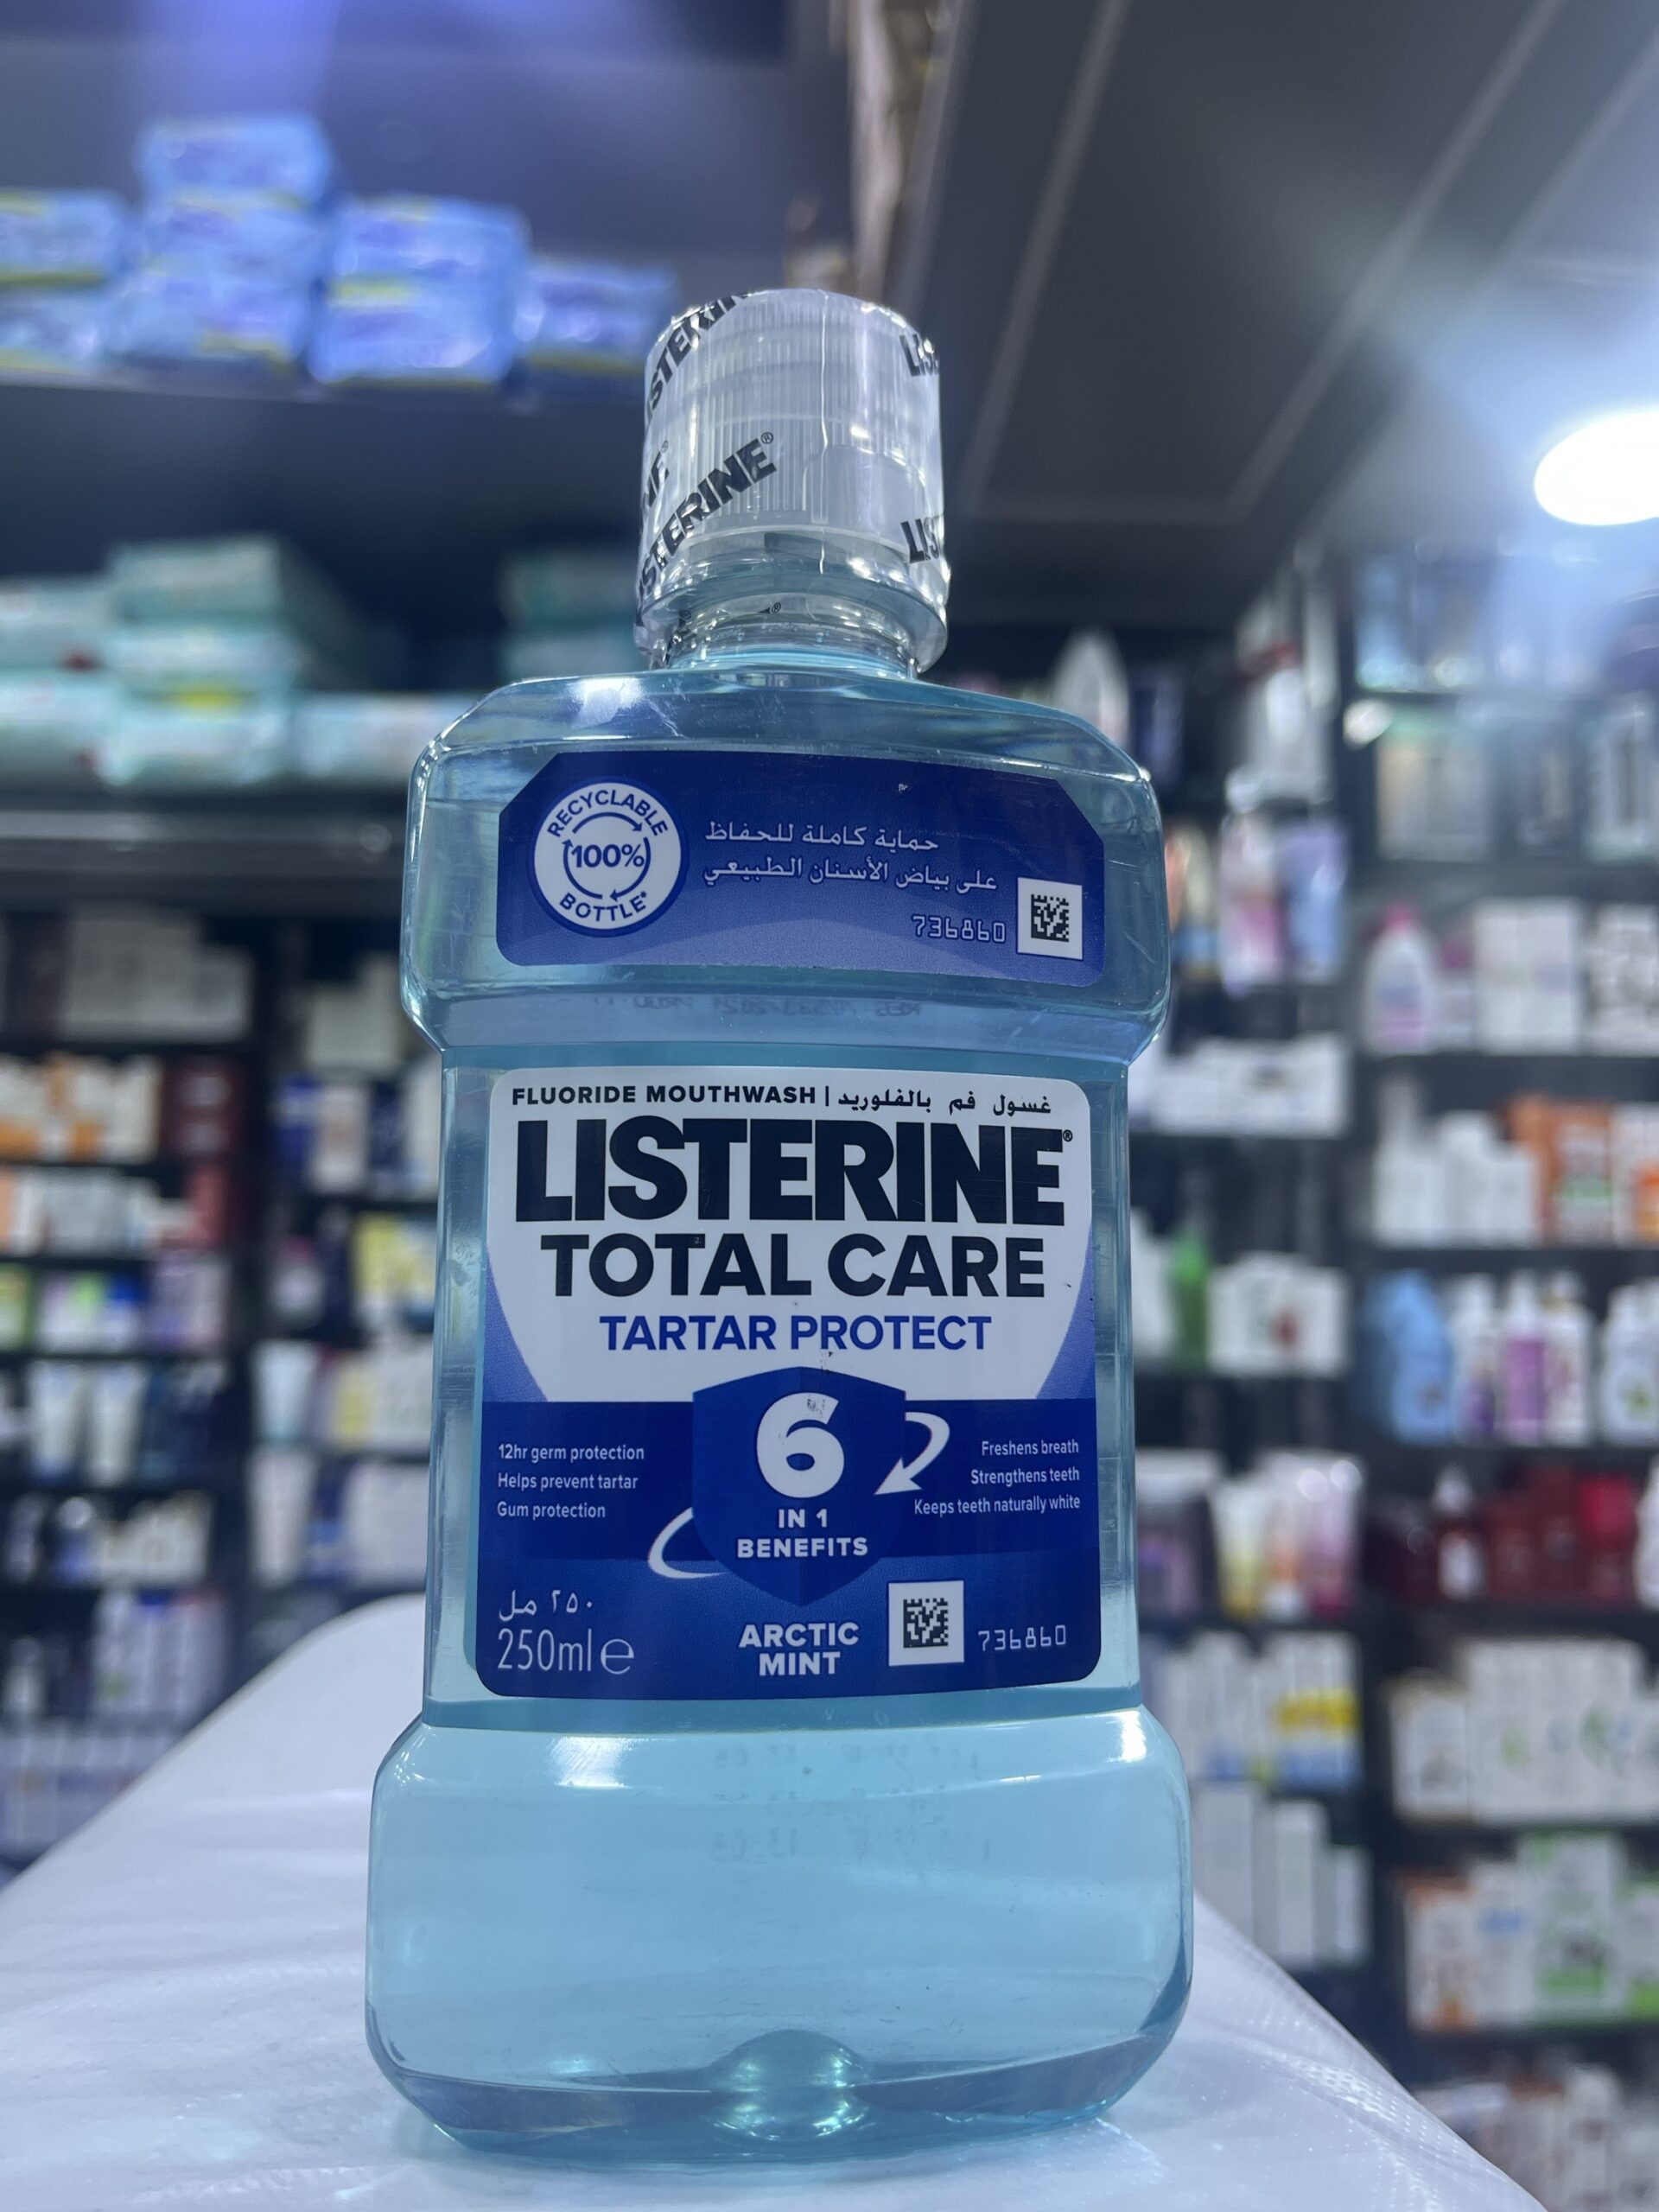 LISTERINE®
RECYCLABLE
100%
BOTTLE*
حماية كاملة للحفاظ
على بياض الأسنان الطبيعي
736860
FLUORIDE MOUTHWASH | غسول فم بالفلوريد
LISTERINE®
TOTAL CARE
TARTAR PROTECT
6
IN 1
BENEFITS
12hr germ protection
Helps prevent tartar
Gum protection
Freshens breath
Strengthens teeth
Keeps teeth naturally white
٢٥٠ مل
250ml e
ARCTIC
MINT
736860